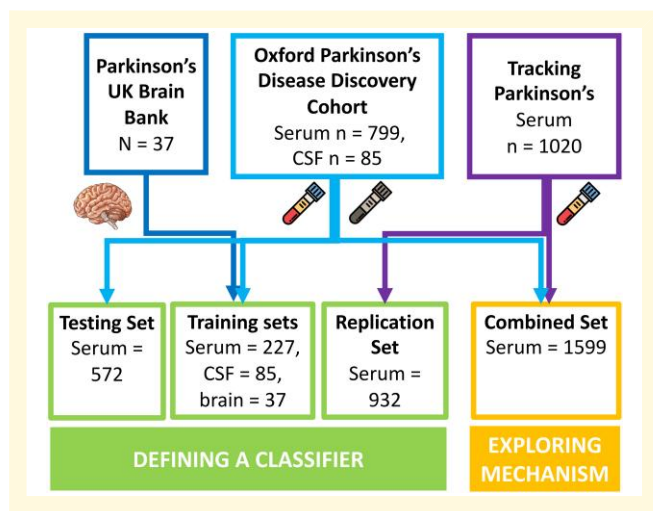 Parkinson's
UK Brain
Bank
N = 37
Oxford Parkinson's
Disease Discovery
Cohort
Serum n = 799,
CSF n = 85
Tracking
Parkinson's
Serum
n = 1020
Testing Set
Serum =
572
Training sets
Serum = 227,
CSF = 85,
brain = 37
Replication
Set
Serum =
932
Combined Set
Serum = 1599
DEFINING A CLASSIFIER
EXPLORING
MECHANISM